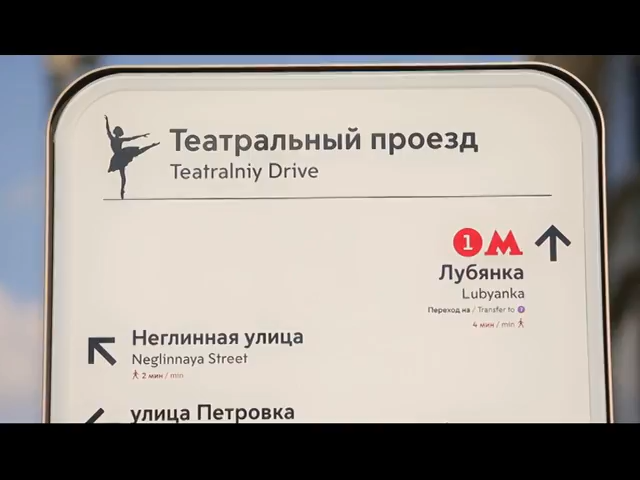 Театральный проезд
Teatralniy Drive
1 М
Лубянка
Lubyanka
Переход на / Transfer to
4 мин / min
Неглинная улица
Neglinnaya Street
2 мин / min
улица Петровка